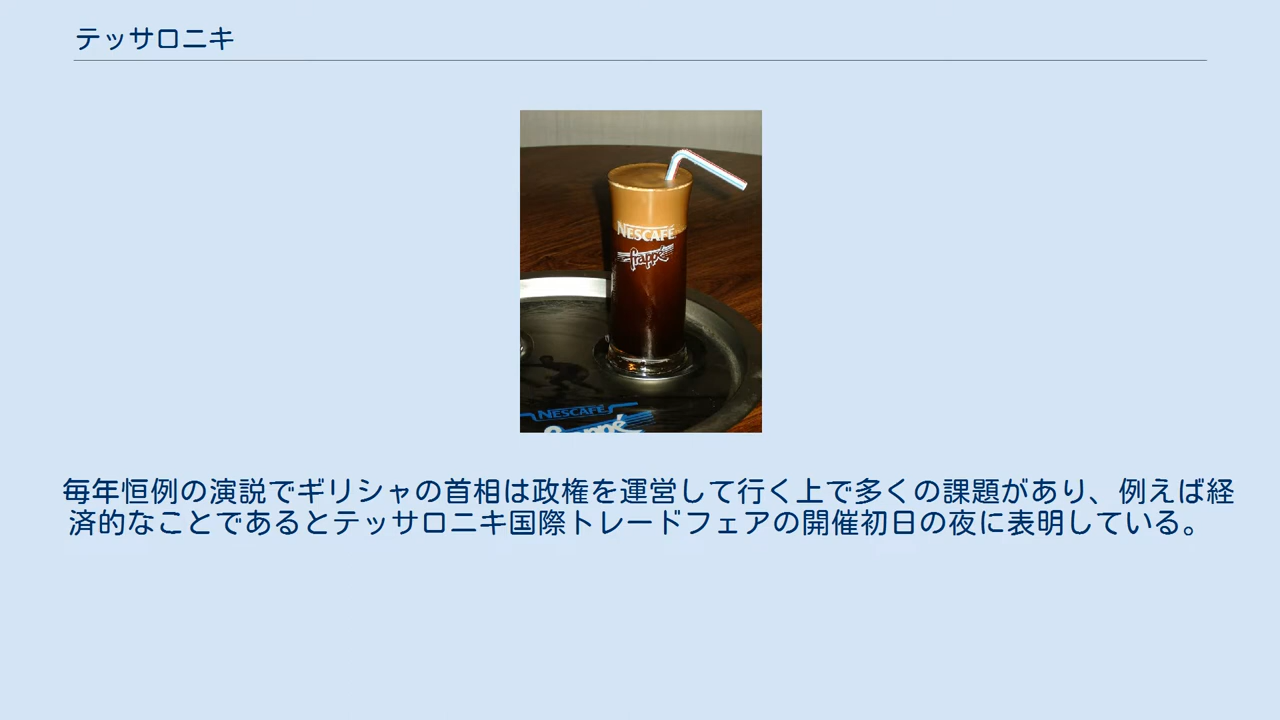 テッサロニキ
NESCAFÉ
frappé
NESCAFÉ
frappé
毎年恒例の演説でギリシャの首相は政権を運営して行く上で多くの課題があり、例えば経
済的なことであるとテッサロニキ国際トレードフェアの開催初日の夜に表明している。